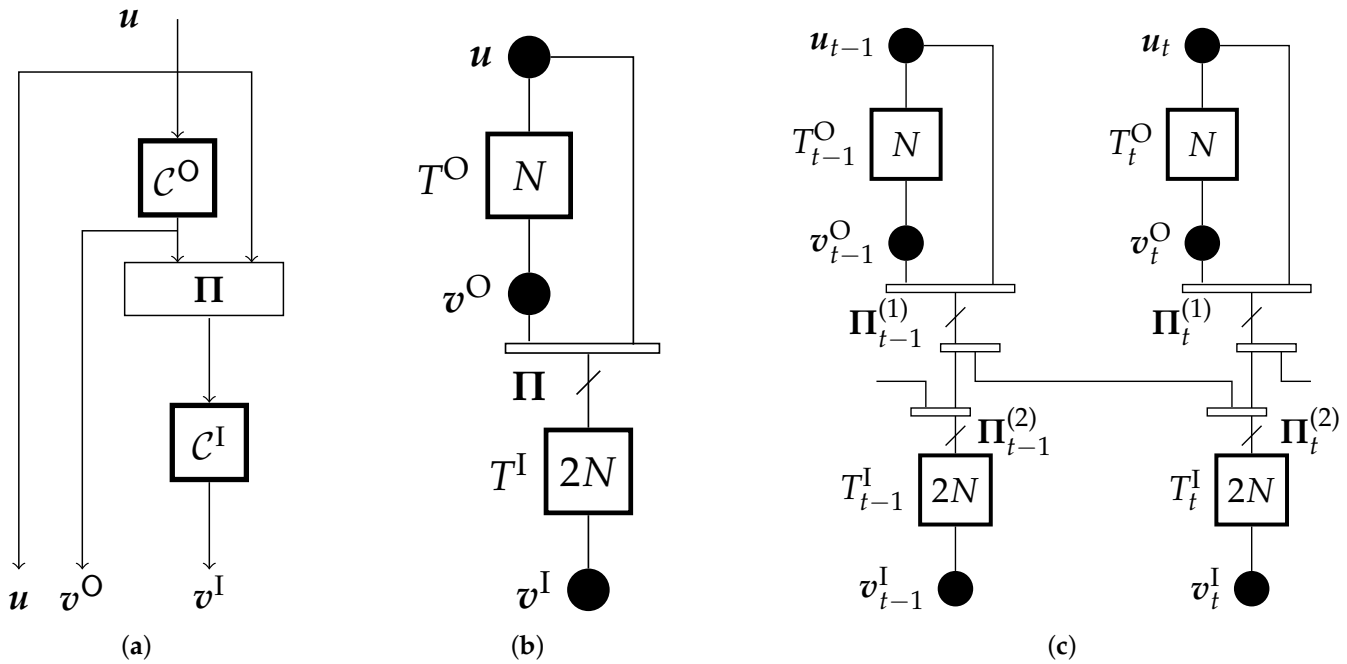 u
C^O
Π
C^I
u v^O v^I
(a)
u
T^O N
v^O
Π
T^I 2N
v^I
(b)
u_{t−1} u_t
T^O_{t−1} N T^O_t N
v^O_{t−1} v^O_t
Π^{(1)}_{t−1} Π^{(1)}_t
Π^{(2)}_{t−1} Π^{(2)}_t
T^I_{t−1} 2N T^I_t 2N
v^I_{t−1} v^I_t
(c)